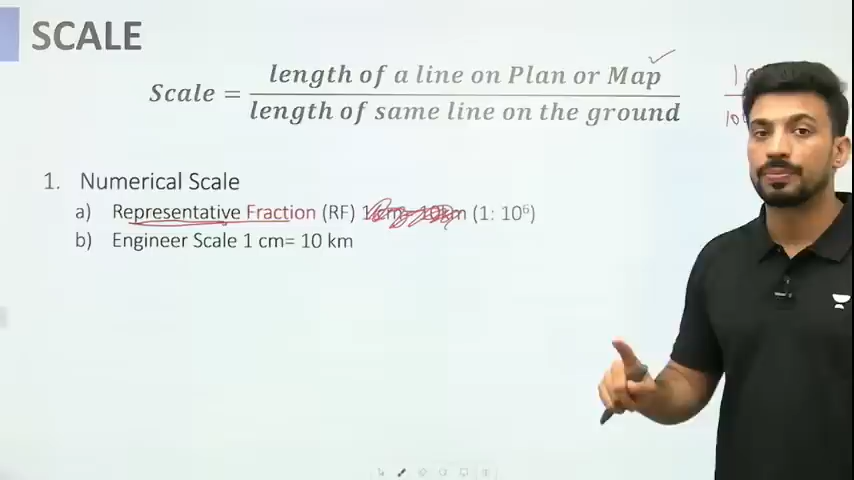 SCALE
Scale = length of a line on Plan or Map / length of same line on the ground
1. Numerical Scale
a) Representative Fraction (RF) (1: 10⁶)
b) Engineer Scale 1 cm= 10 km